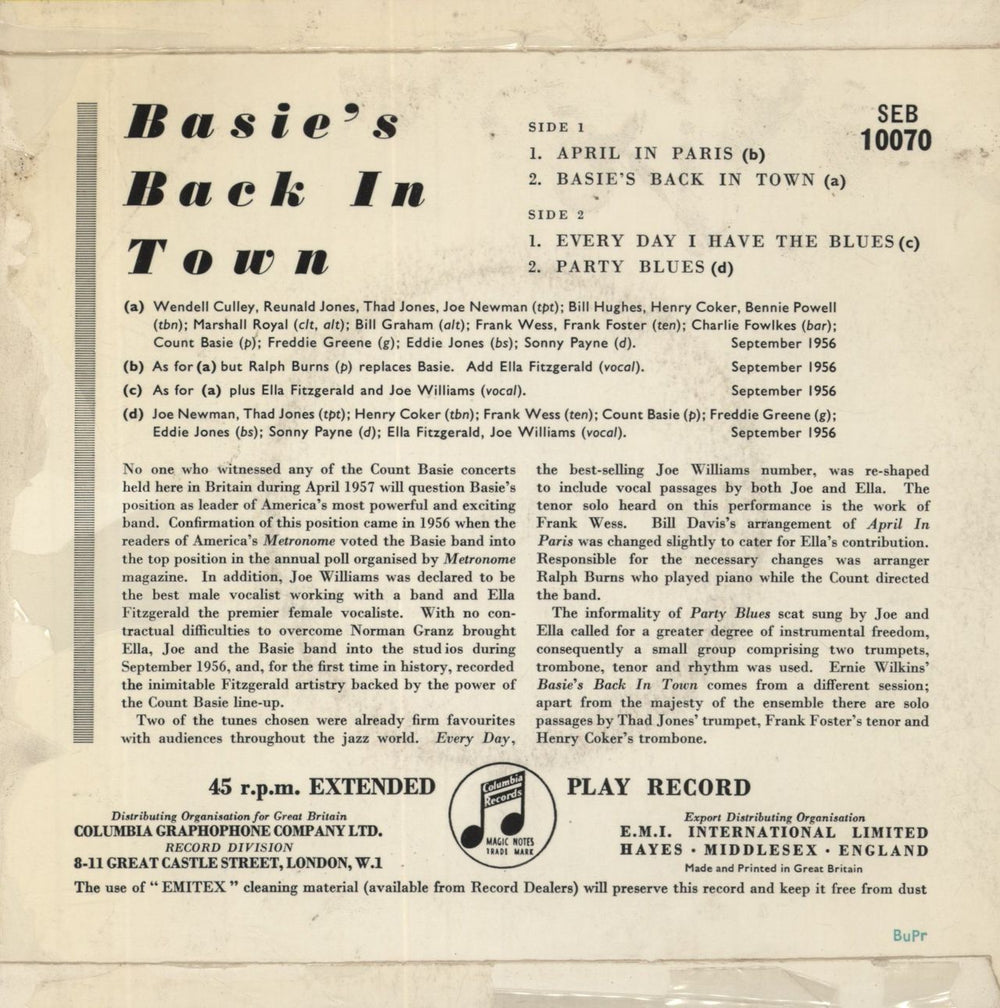 Basie's
Back In
Town
SEB
10070
SIDE 1
1. APRIL IN PARIS (b)
2. BASIE'S BACK IN TOWN (a)
SIDE 2
1. EVERY DAY I HAVE THE BLUES (c)
2. PARTY BLUES (d)
(a) Wendell Culley, Reunald Jones, Thad Jones, Joe Newman (tpt); Bill Hughes, Henry Coker, Bennie Powell
(tbn); Marshall Royal (clt, alt); Bill Graham (alt); Frank Wess, Frank Foster (ten); Charlie Fowlkes (bar);
Count Basie (p); Freddie Greene (g); Eddie Jones (bs); Sonny Payne (d). September 1956
(b) As for (a) but Ralph Burns (p) replaces Basie. Add Ella Fitzgerald (vocal). September 1956
(c) As for (a) plus Ella Fitzgerald and Joe Williams (vocal). September 1956
(d) Joe Newman, Thad Jones (tpt); Henry Coker (tbn); Frank Wess (ten); Count Basie (p); Freddie Greene (g);
Eddie Jones (bs); Sonny Payne (d); Ella Fitzgerald, Joe Williams (vocal). September 1956
No one who witnessed any of the Count Basie concerts
held here in Britain during April 1957 will question Basie's
position as leader of America's most powerful and exciting
band. Confirmation of this position came in 1956 when the
readers of America's Metronome voted the Basie band into
the top position in the annual poll organised by Metronome
magazine. In addition, Joe Williams was declared to be
the best male vocalist working with a band and Ella
Fitzgerald the premier female vocaliste. With no con-
tractual difficulties to overcome Norman Granz brought
Ella, Joe and the Basie band into the studios during
September 1956, and, for the first time in history, recorded
the inimitable Fitzgerald artistry backed by the power of
the Count Basie line-up.
Two of the tunes chosen were already firm favourites
with audiences throughout the jazz world. Every Day,
the best-selling Joe Williams number, was re-shaped
to include vocal passages by both Joe and Ella. The
tenor solo heard on this performance is the work of
Frank Wess. Bill Davis's arrangement of April In
Paris was changed slightly to cater for Ella's contribution.
Responsible for the necessary changes was arranger
Ralph Burns who played piano while the Count directed
the band.
The informality of Party Blues scat sung by Joe and
Ella called for a greater degree of instrumental freedom,
consequently a small group comprising two trumpets,
trombone, tenor and rhythm was used. Ernie Wilkins'
Basie's Back In Town comes from a different session;
apart from the majesty of the ensemble there are solo
passages by Thad Jones' trumpet, Frank Foster's tenor and
Henry Coker's trombone.
45 r.p.m. EXTENDED PLAY RECORD
Columbia
Records
MAGIC NOTES
TRADE MARK
Distributing Organisation for Great Britain
COLUMBIA GRAPHOPHONE COMPANY LTD.
RECORD DIVISION
8-11 GREAT CASTLE STREET, LONDON, W.1
Export Distributing Organisation
E.M.I. INTERNATIONAL LIMITED
HAYES · MIDDLESEX · ENGLAND
Made and Printed in Great Britain
The use of "EMITEX" cleaning material (available from Record Dealers) will preserve this record and keep it free from dust
BuPr